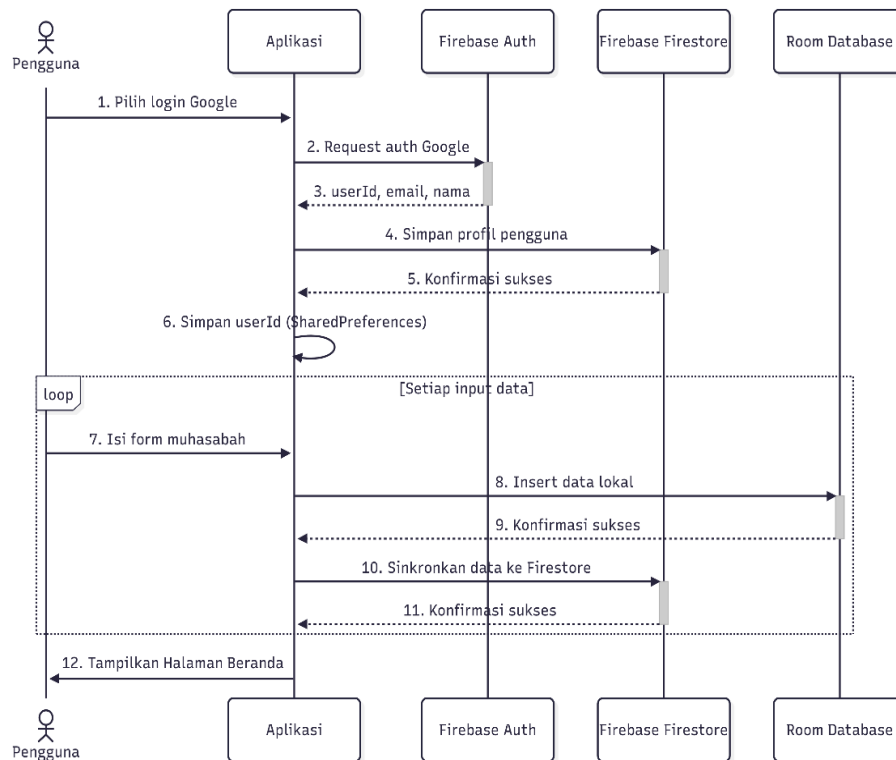 Pengguna
Aplikasi
Firebase Auth
Firebase Firestore
Room Database
1. Pilih login Google
2. Request auth Google
3. userId, email, nama
4. Simpan profil pengguna
5. Konfirmasi sukses
6. Simpan userId (SharedPreferences)
loop
[Setiap input data]
7. Isi form muhasabah
8. Insert data lokal
9. Konfirmasi sukses
10. Sinkronkan data ke Firestore
11. Konfirmasi sukses
12. Tampilkan Halaman Beranda
Pengguna
Aplikasi
Firebase Auth
Firebase Firestore
Room Database